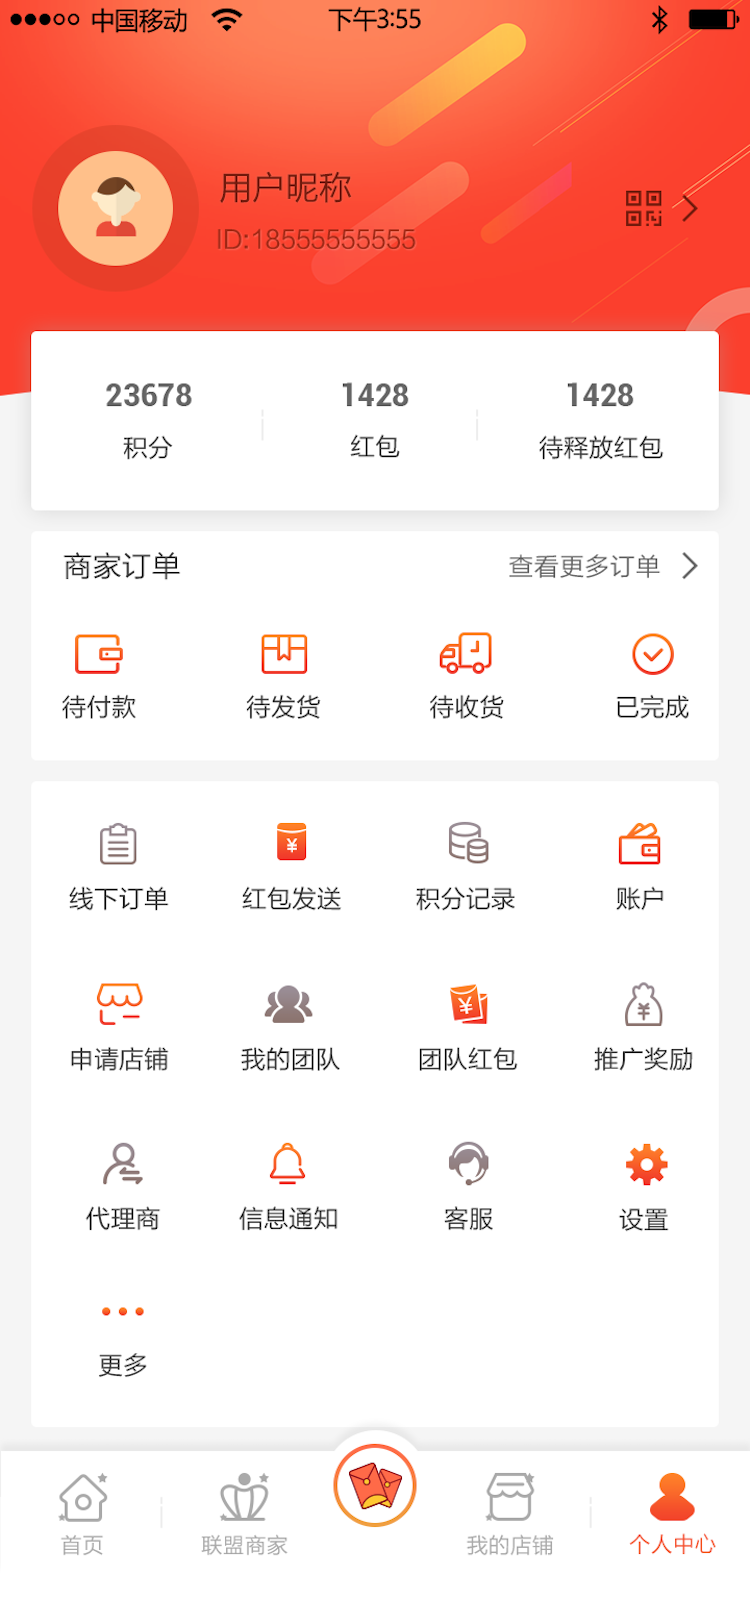 中国移动 下午3:55
用户昵称
ID:18555555555
23678 1428 1428
积分 红包 待释放红包
商家订单 查看更多订单
待付款 待发货 待收货 已完成
线下订单 红包发送 积分记录 账户
申请店铺 我的团队 团队红包 推广奖励
代理商 信息通知 客服 设置
更多
首页 联盟商家 我的店铺 个人中心